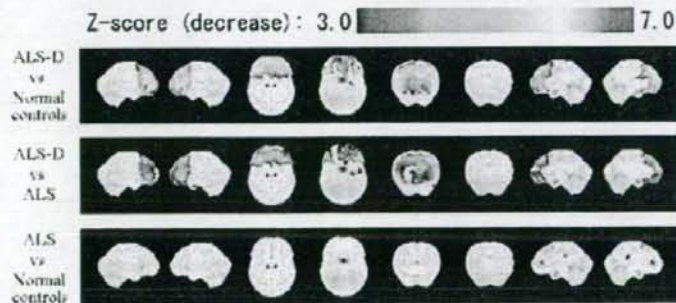 Z-score (decrease): 3.0 7.0
ALS-D
vs
Normal
controls
ALS-D
vs
ALS
ALS
vs
Normal
controls